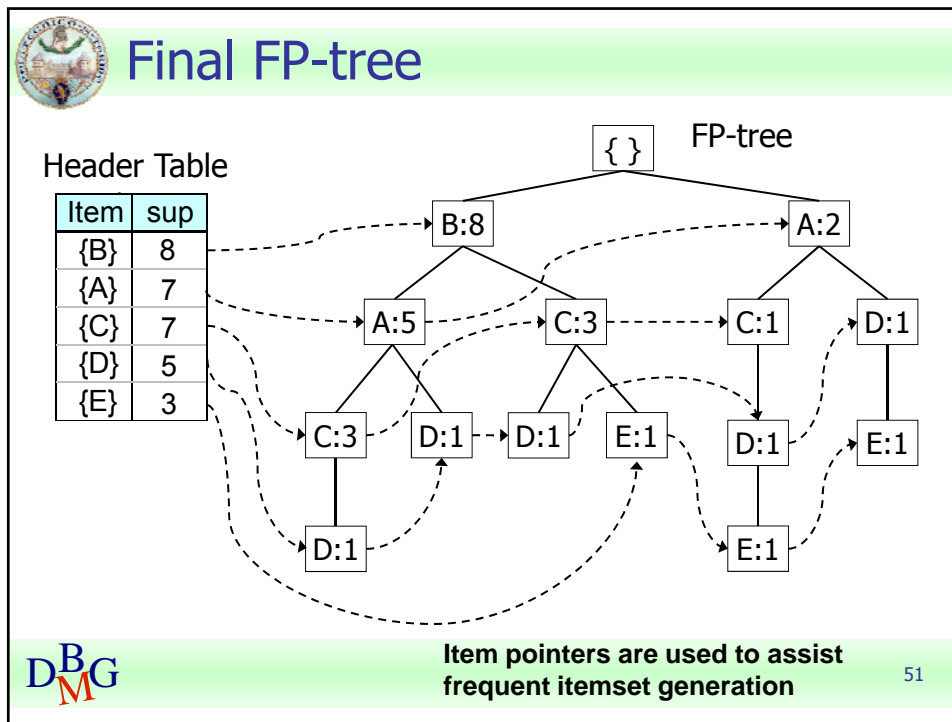 Final FP-tree
FP-tree
Header Table
Item sup
{B} 8
{A} 7
{C} 7
{D} 5
{E} 3
{ }
B:8 A:2
A:5 C:3 C:1 D:1
C:3 D:1 D:1 E:1 D:1 E:1
D:1 E:1
Item pointers are used to assist
frequent itemset generation
DBMG
51